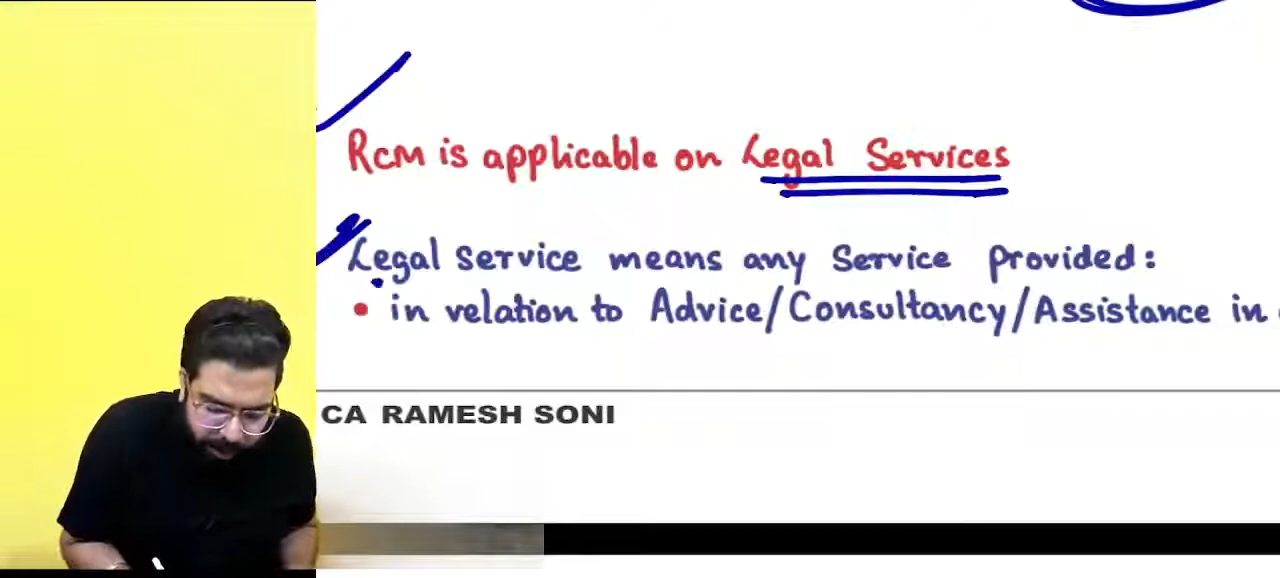 Rcm is applicable on Legal Services
Legal service means any Service provided:
• in relation to Advice/Consultancy/Assistance in
CA RAMESH SONI